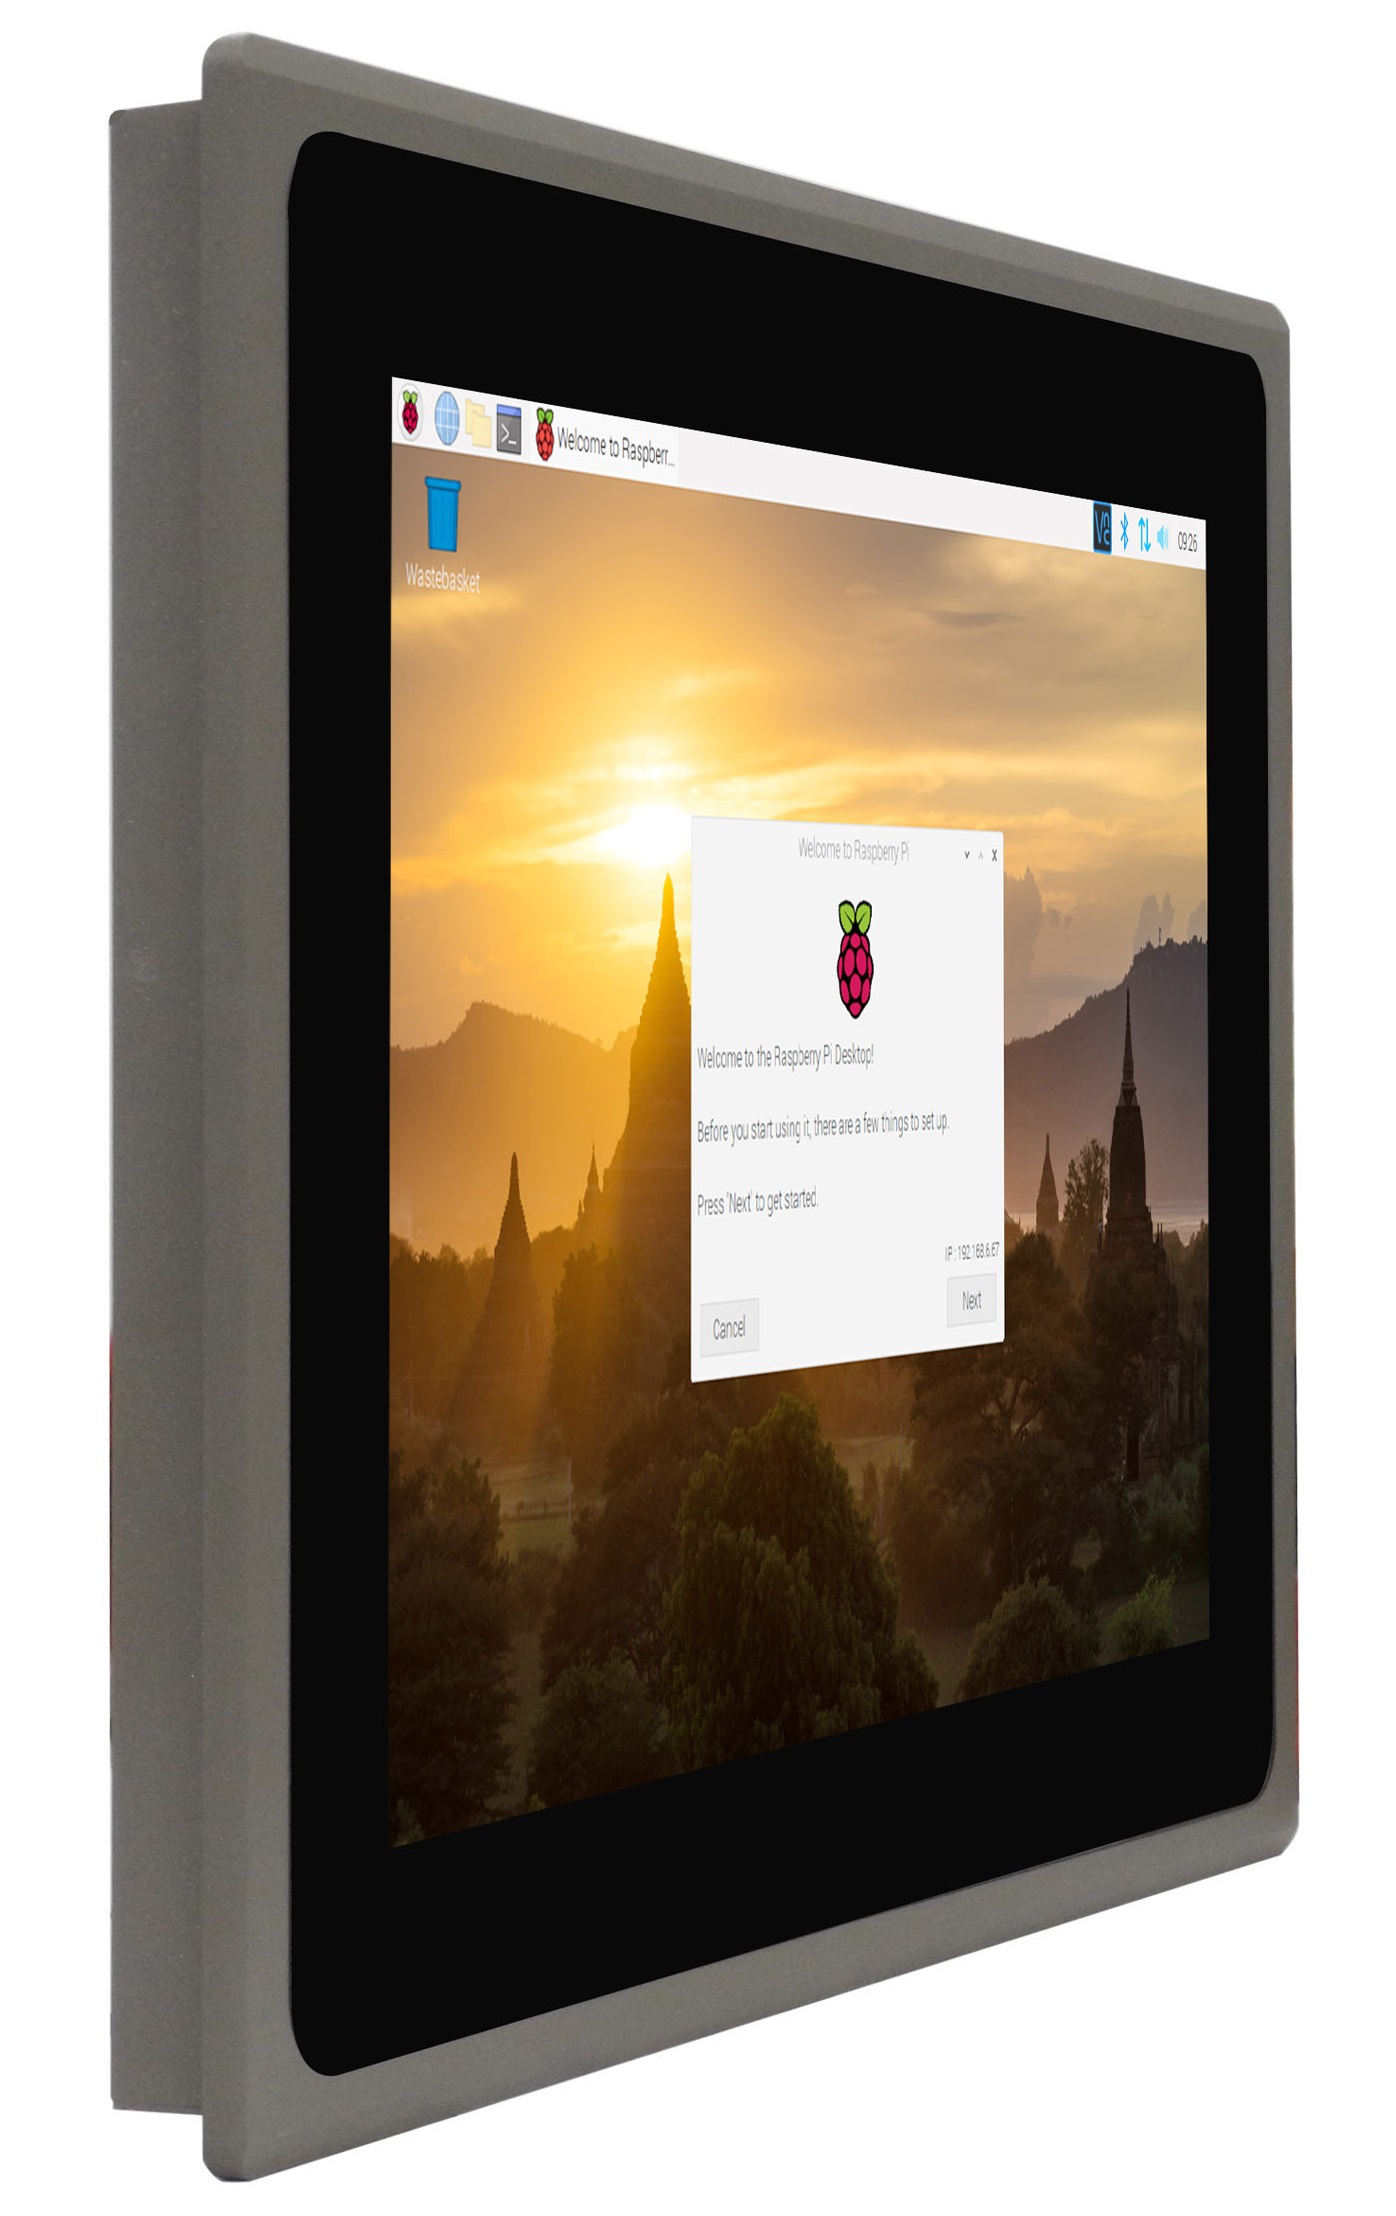 Welcome to Raspberr...
Vnc
09:26
Wastebasket
Welcome to Raspberry Pi
Welcome to the Raspberry Pi Desktop!
Before you start using it, there are a few things to set up.
Press 'Next' to get started.
IP : 192.168.6.67
Next
Cancel